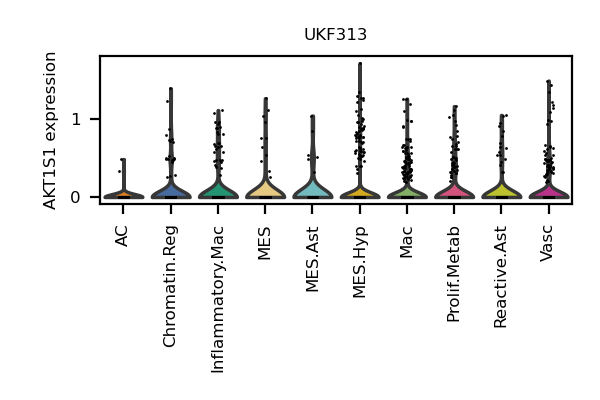 UKF313
AKT1S1 expression
1
0
AC
Chromatin.Reg
Inflammatory.Mac
MES
MES.Ast
MES.Hyp
Mac
Prolif.Metab
Reactive.Ast
Vasc